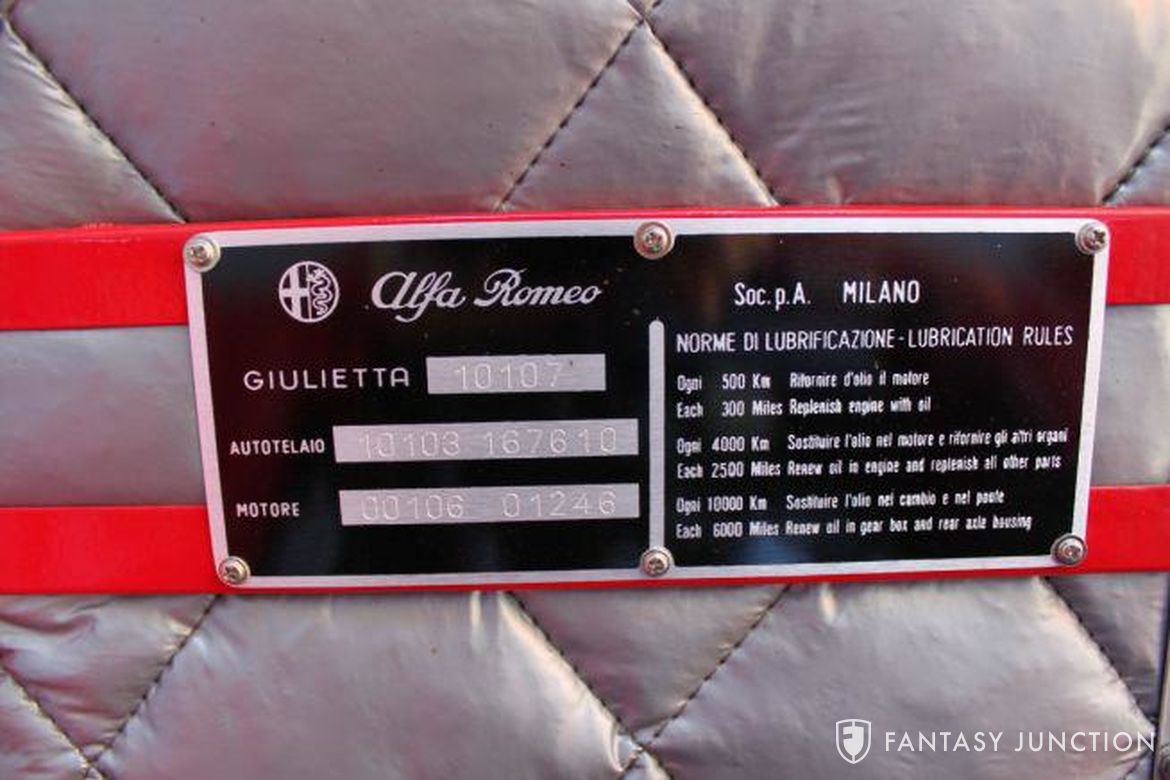 Alfa Romeo
GIULIETTA 10107
AUTOTELAIO 10103 167610
MOTORE 00106 01246
Soc. p.A. MILANO
NORME DI LUBRIFICAZIONE - LUBRICATION RULES
Ogni 500 Km Rifornire d'olio il motore
Each 300 Miles Replenish engine with oil
Ogni 4000 Km Sostituire l'olio nel motore e rifornire gli altri organi
Each 2500 Miles Renew oil in engine and replenish all other parts
Ogni 10000 Km Sostituire l'olio nel cambio e nel ponte
Each 6000 Miles Renew oil in gear box and rear axle housing
FANTASY JUNCTION